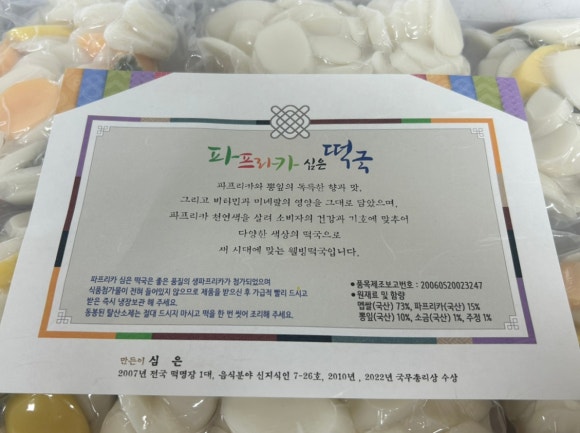 파프리카 심은 떡국
파프리카와 뽕잎의 독특한 향과 맛,
그리고 비타민과 미네랄의 영양을 그대로 담았으며,
파프리카 천연색을 살려 소비자의 건강과 기호에 맞추어
다양한 색상의 떡국으로
새 시대에 맞는 웰빙떡국입니다.
파프리카 심은 떡국은 좋은 품질의 생파프리카가 첨가되었으며
식품첨가물이 전혀 들어있지 않으므로 제품을 받으신 후 가급적 빨리 드시고
받은 즉시 냉장보관 해 주세요.
동봉된 탈산소제는 절대 드시지 마시고 떡을 한 번 씻어 조리해 주세요.
• 품목제조보고번호 : 20060520023247
• 원재료 및 함량
멥쌀(국산) 73%, 파프리카(국산) 15%
뽕잎(국산) 10%, 소금(국산) 1%, 주정 1%
만든이 심 은
2007년 전국 떡명장 1대, 음식분야 신지식인 7-26호, 2010년 , 2022년 국무총리상 수상